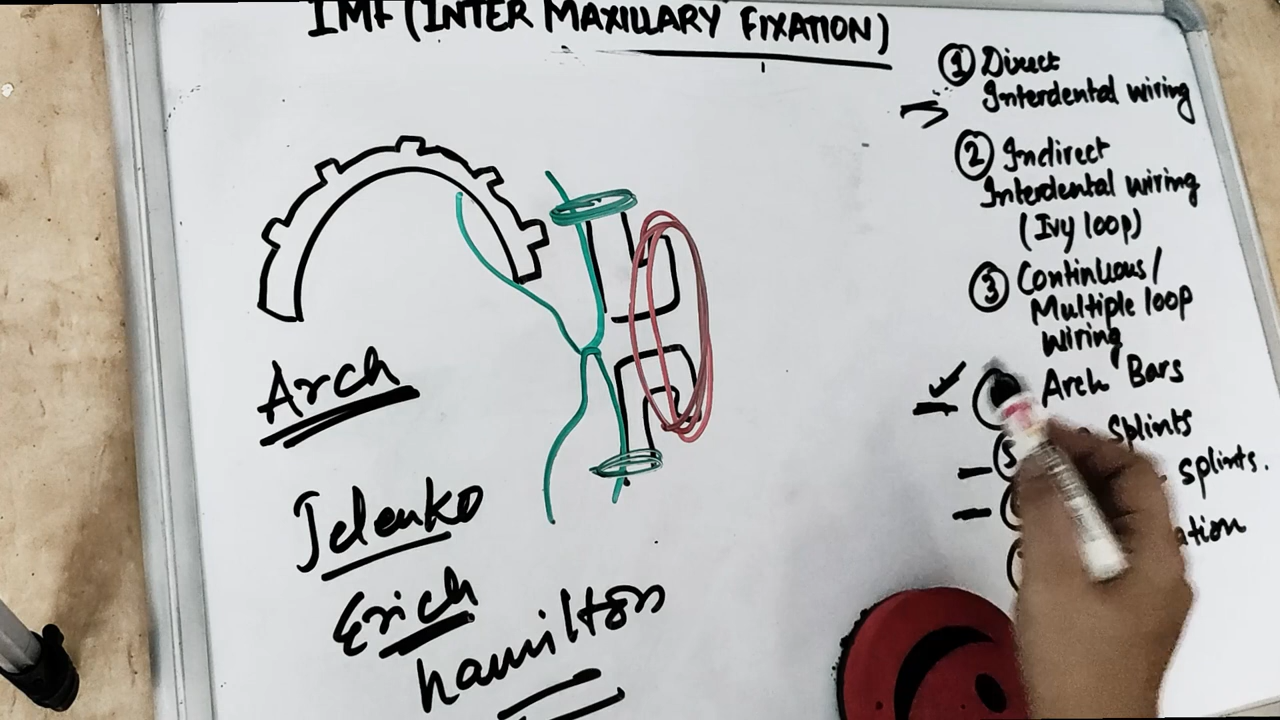 IMF (INTER MAXILLARY FIXATION)
① Direct
Interdental wiring
② Indirect
Interdental wiring
(Ivy loop)
③ Continuous/
Multiple loop
wiring
Arch Bars
Splints
splints.
ation
Arch
Jelenko
Erich
hamilton